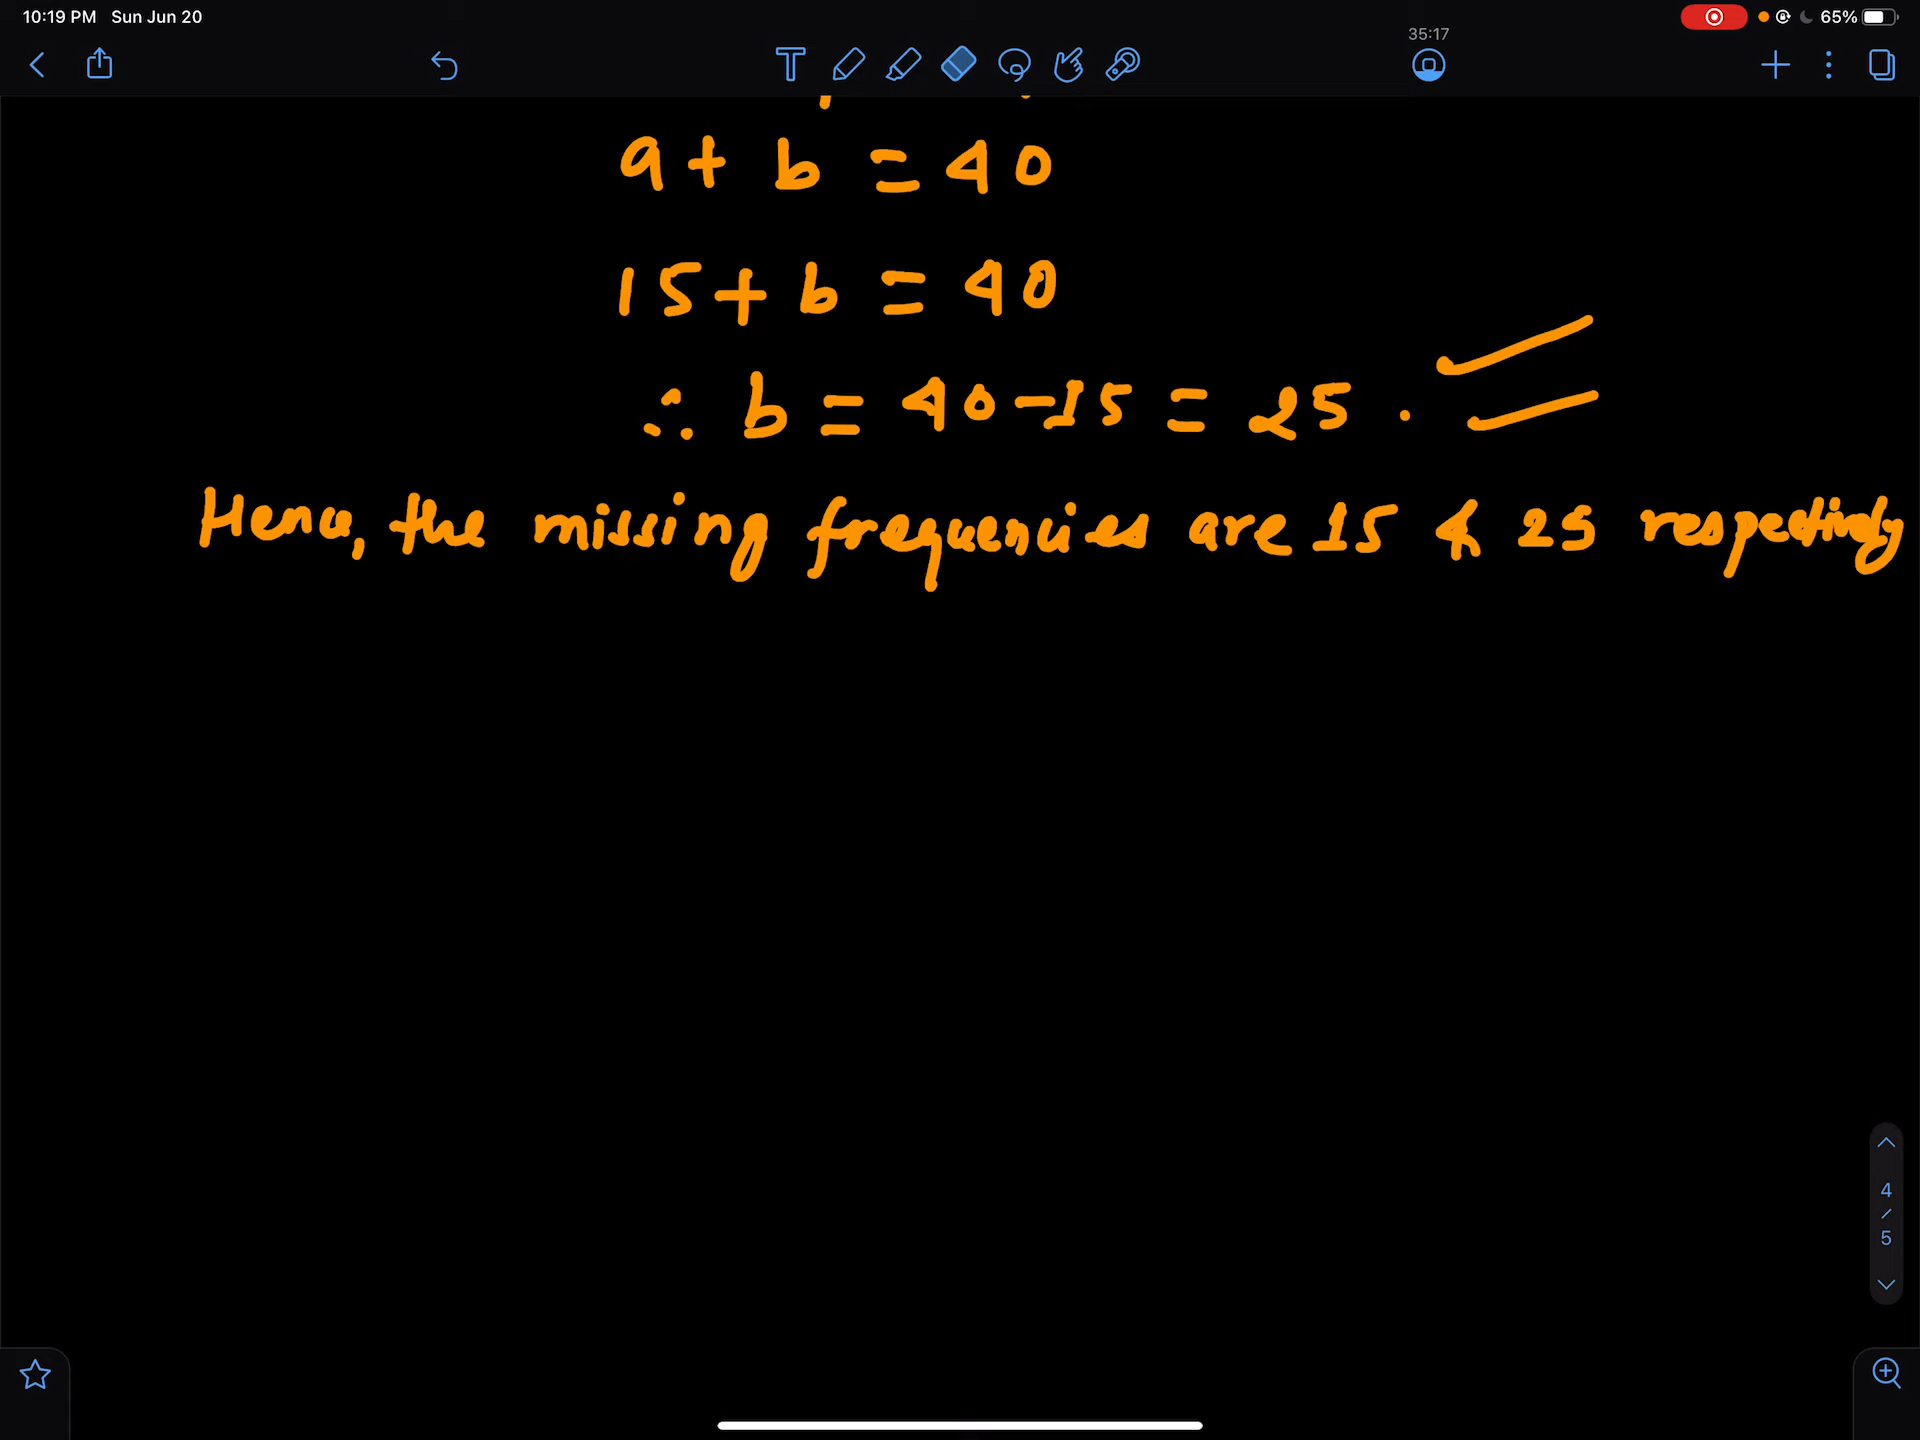 10:19 PM Sun Jun 20
65%
35:17
a + b = 40
15 + b = 40
∴ b = 40 - 15 = 25 .
Hence, the missing frequencies are 15 & 25 respectively
4
/
5